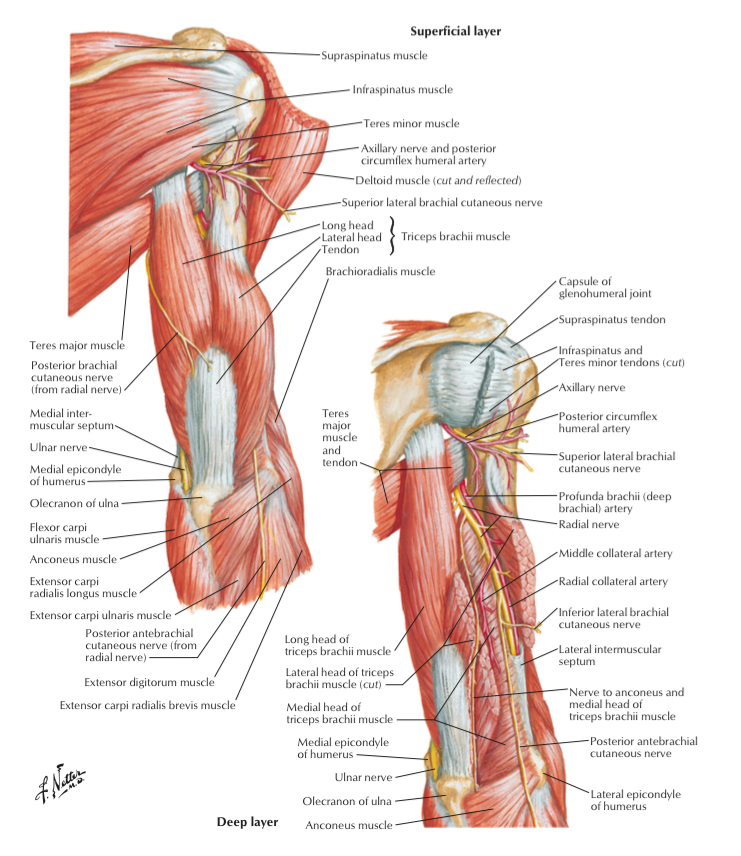 Superficial layer
Supraspinatus muscle
Infraspinatus muscle
Teres minor muscle
Axillary nerve and posterior
circumflex humeral artery
Deltoid muscle (cut and reflected)
Superior lateral brachial cutaneous nerve
Long head
Lateral head
Tendon
} Triceps brachii muscle
Brachioradialis muscle
Teres major muscle
Posterior brachial
cutaneous nerve
(from radial nerve)
Medial inter-
muscular septum
Ulnar nerve
Medial epicondyle
of humerus
Olecranon of ulna
Flexor carpi
ulnaris muscle
Anconeus muscle
Extensor carpi
radialis longus muscle
Extensor carpi ulnaris muscle
Posterior antebrachial
cutaneous nerve (from
radial nerve)
Extensor digitorum muscle
Extensor carpi radialis brevis muscle
Capsule of
glenohumeral joint
Supraspinatus tendon
Infraspinatus and
Teres minor tendons (cut)
Axillary nerve
Posterior circumflex
humeral artery
Superior lateral brachial
cutaneous nerve
Profunda brachii (deep
brachial) artery
Radial nerve
Middle collateral artery
Radial collateral artery
Inferior lateral brachial
cutaneous nerve
Lateral intermuscular
septum
Nerve to anconeus and
medial head of
triceps brachii muscle
Posterior antebrachial
cutaneous nerve
Lateral epicondyle
of humerus
Teres
major
muscle
and
tendon
Long head of
triceps brachii muscle
Lateral head of triceps
brachii muscle (cut)
Medial head of
triceps brachii muscle
Medial epicondyle
of humerus
Ulnar nerve
Olecranon of ulna
Anconeus muscle
Deep layer
F. Netter
M.D.